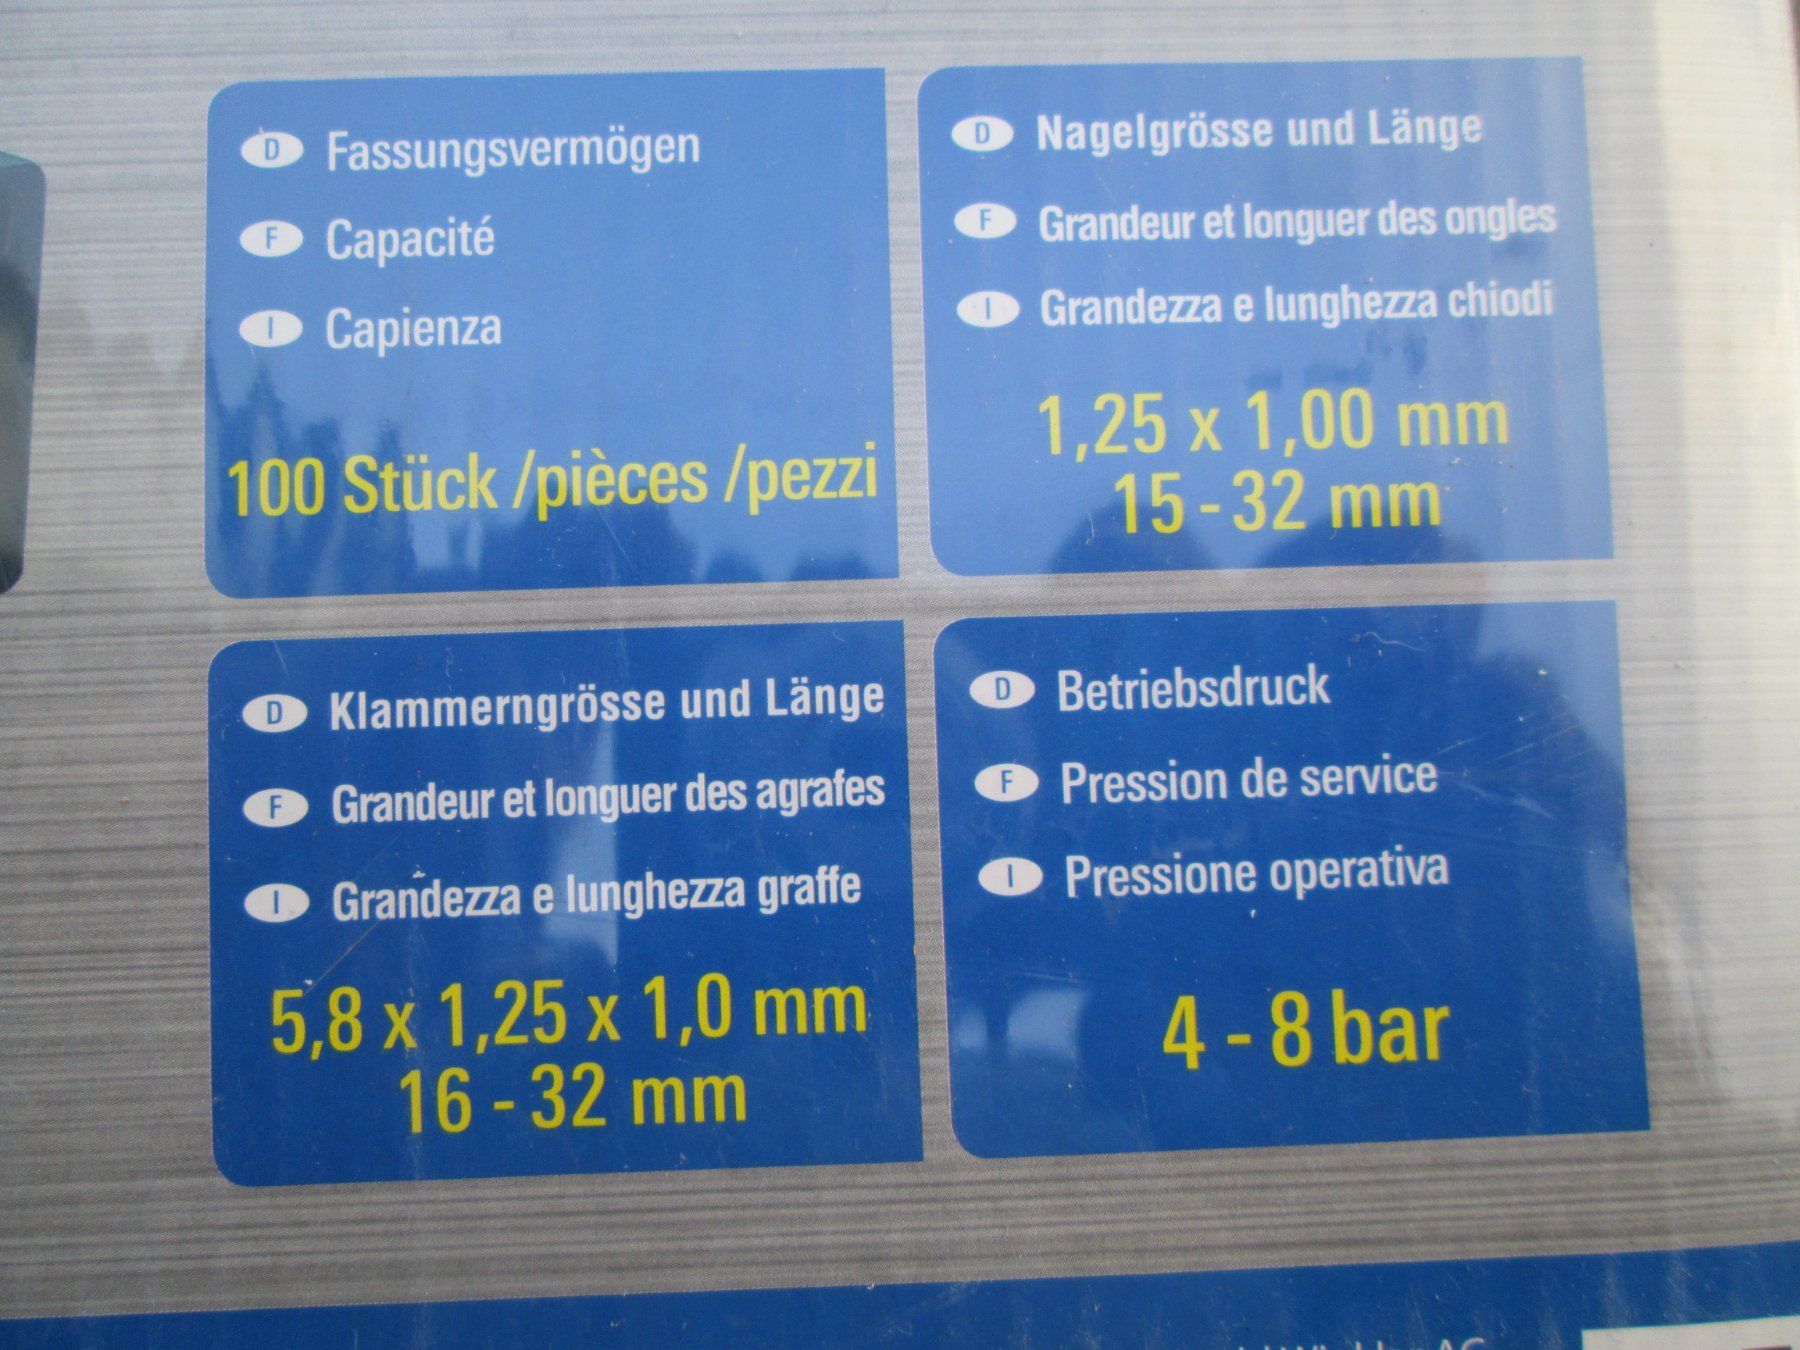 D Fassungsvermögen
F Capacité
I Capienza
100 Stück /pièces /pezzi
D Nagelgrösse und Länge
F Grandeur et longuer des ongles
I Grandezza e lunghezza chiodi
1,25 x 1,00 mm
15 - 32 mm
D Klammerngrösse und Länge
F Grandeur et longuer des agrafes
I Grandezza e lunghezza graffe
5,8 x 1,25 x 1,0 mm
16 - 32 mm
D Betriebsdruck
F Pression de service
I Pressione operativa
4 - 8 bar
AG